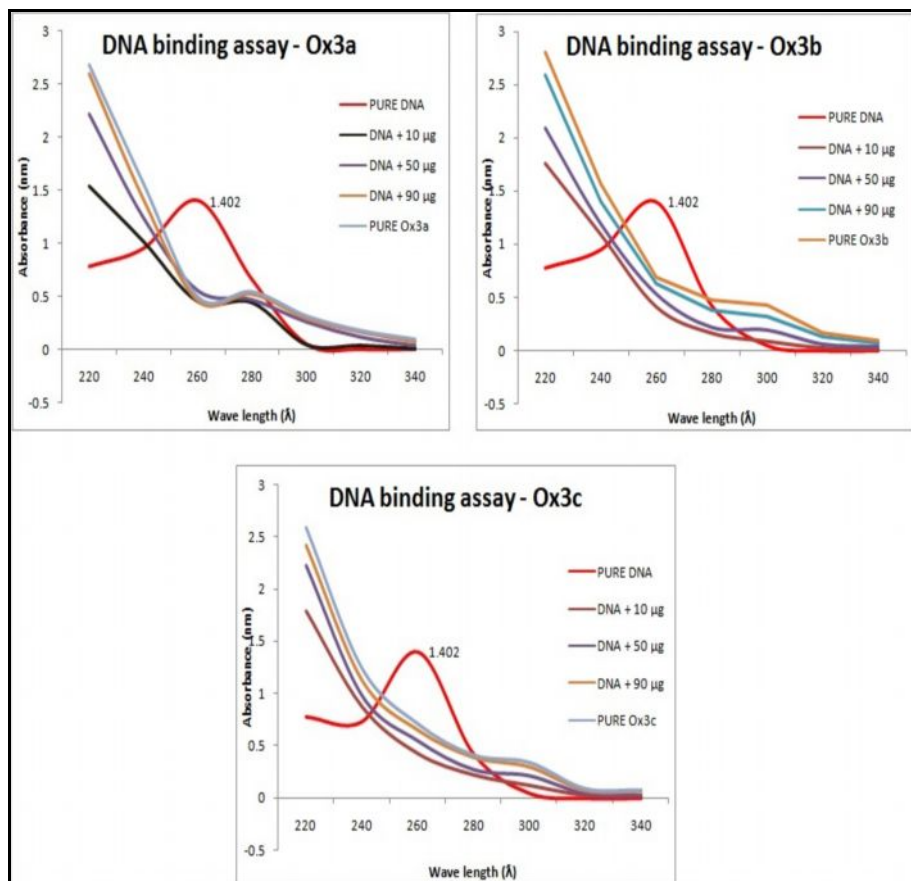 DNA binding assay - Ox3a
3
2.5
2
1.5
1
0.5
0
-0.5
Absorbance (nm)
1.402
PURE DNA
DNA + 10 µg
DNA + 50 µg
DNA + 90 µg
PURE Ox3a
220 240 260 280 300 320 340
Wave length (Å)
DNA binding assay - Ox3b
3
2.5
2
1.5
1
0.5
0
-0.5
Absorbance (nm)
1.402
PURE DNA
DNA + 10 µg
DNA + 50 µg
DNA + 90 µg
PURE Ox3b
220 240 260 280 300 320 340
Wave length (Å)
DNA binding assay - Ox3c
3
2.5
2
1.5
1
0.5
0
-0.5
Absorbance (nm)
1.402
PURE DNA
DNA + 10 µg
DNA + 50 µg
DNA + 90 µg
PURE Ox3c
220 240 260 280 300 320 340
Wave length (Å)